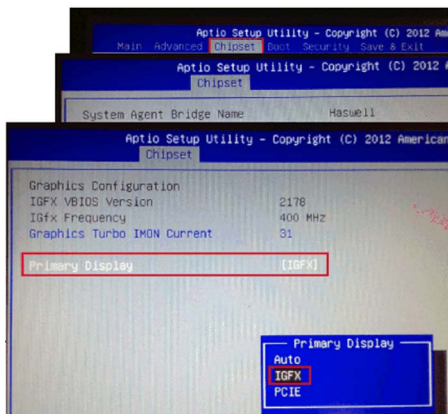 Aptio Setup Utility – Copyright (C) 2012 Am
Main Advanced Chipset Boot Security Save & Exit
Aptio Setup Utility – Copyright (C) 2012 A
Chipset
System Agent Bridge Name Haswell
Aptio Setup Utility – Copyright (C) 2012 American
Chipset
Graphics Configuration
IGFX VBIOS Version 2178
IGfx Frequency 400 MHz
Graphics Turbo IMON Current 31
Primary Display [IGFX]
Primary Display
Auto
IGFX
PCIE